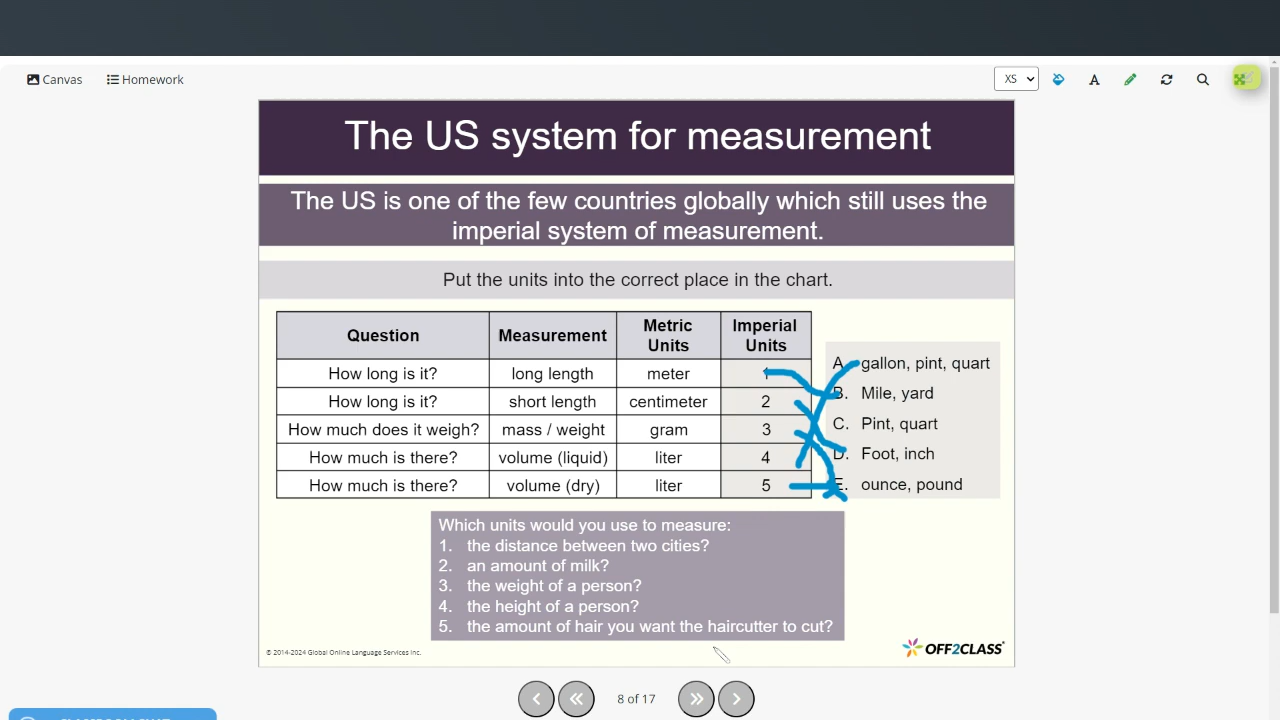 Canvas
Homework
XS
A
The US system for measurement
The US is one of the few countries globally which still uses the
imperial system of measurement.
Put the units into the correct place in the chart.
Question Measurement Metric Units Imperial Units
How long is it? long length meter 1
How long is it? short length centimeter 2
How much does it weigh? mass / weight gram 3
How much is there? volume (liquid) liter 4
How much is there? volume (dry) liter 5
A. gallon, pint, quart
B. Mile, yard
C. Pint, quart
D. Foot, inch
E. ounce, pound
Which units would you use to measure:
1. the distance between two cities?
2. an amount of milk?
3. the weight of a person?
4. the height of a person?
5. the amount of hair you want the haircutter to cut?
© 2014-2024 Global Online Language Services Inc.
OFF2CLASS
8 of 17